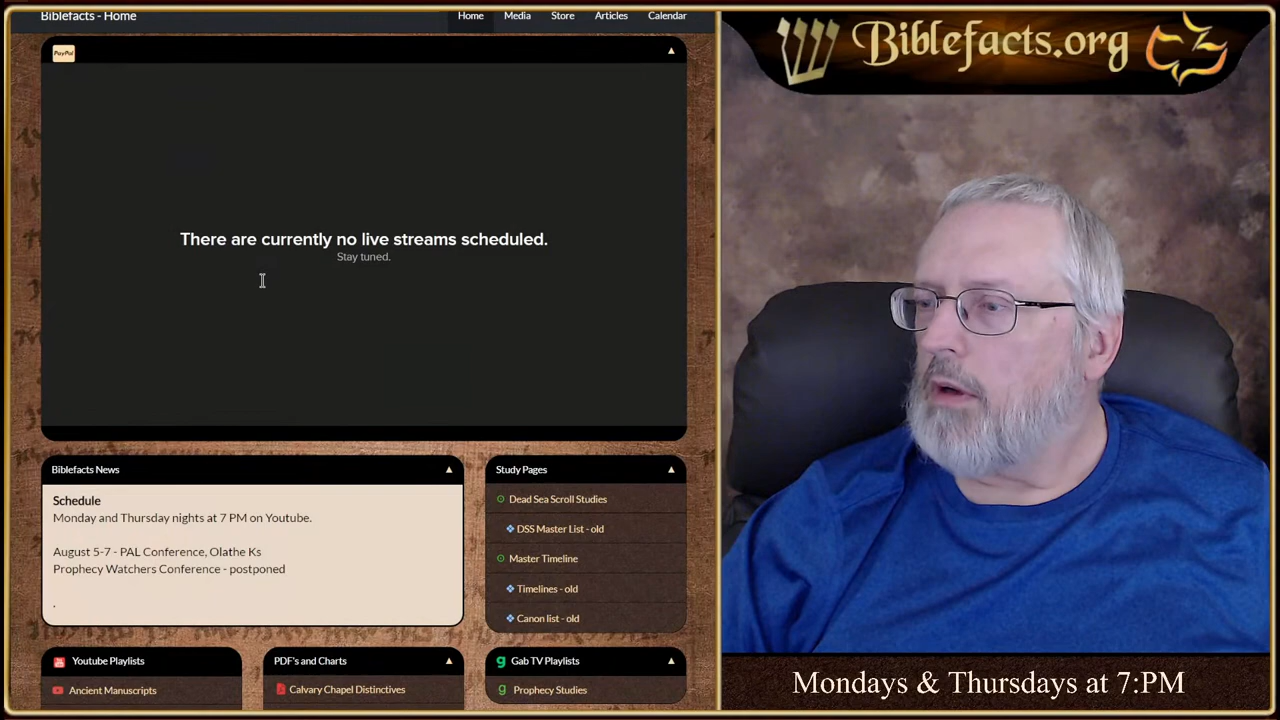 Biblefacts - Home
Home Media Store Articles Calendar
PayPal
There are currently no live streams scheduled.
Stay tuned.
Biblefacts News
Schedule
Monday and Thursday nights at 7 PM on Youtube.
August 5-7 - PAL Conference, Olathe Ks
Prophecy Watchers Conference - postponed
.
Study Pages
Dead Sea Scroll Studies
DSS Master List - old
Master Timeline
Timelines - old
Canon list - old
Youtube Playlists
Ancient Manuscripts
PDF's and Charts
Calvary Chapel Distinctives
Gab TV Playlists
Prophecy Studies
ש Biblefacts.org
Mondays & Thursdays at 7:PM